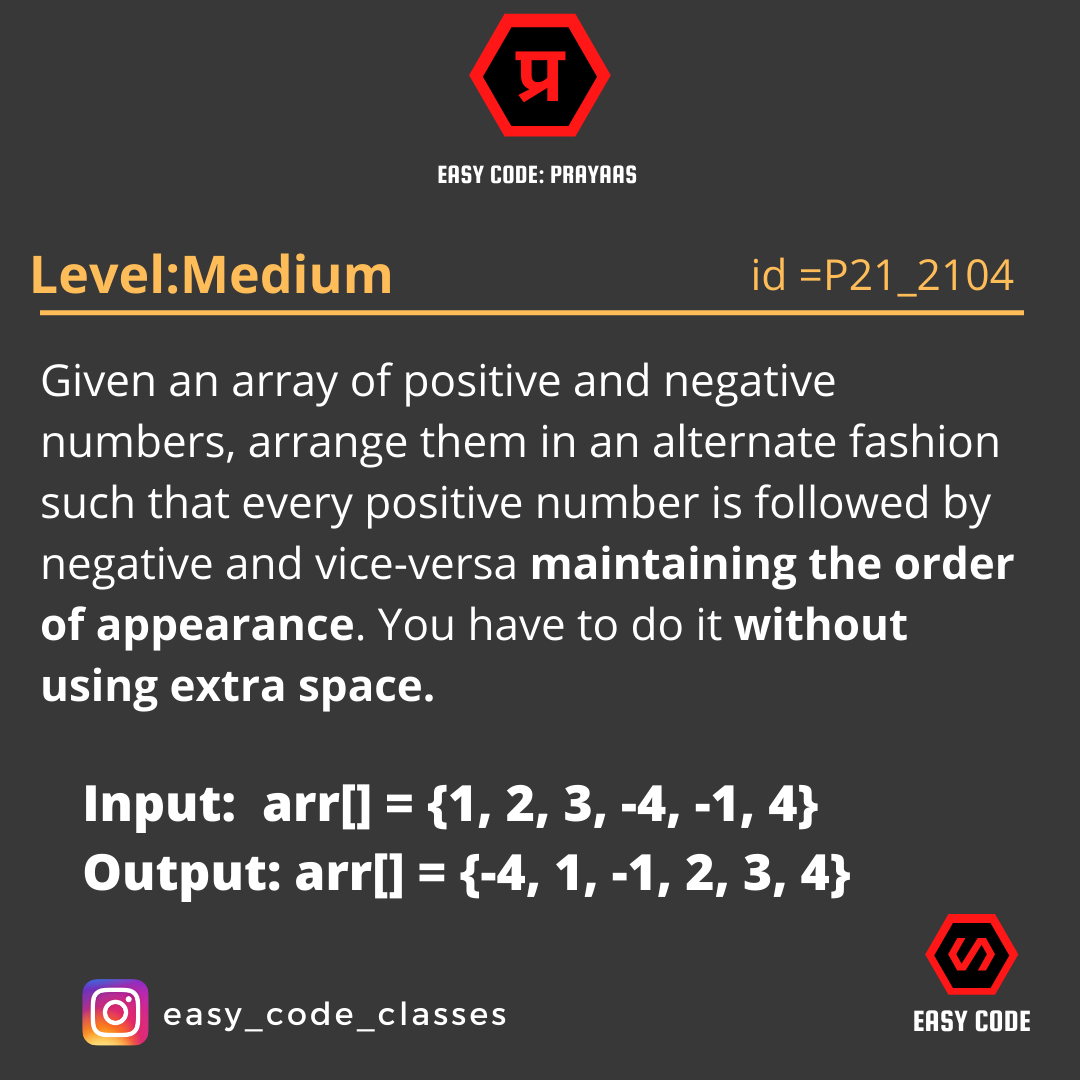 प्र
EASY CODE: PRAYAAS
Level:Medium
id =P21_2104
Given an array of positive and negative
numbers, arrange them in an alternate fashion
such that every positive number is followed by
negative and vice-versa maintaining the order
of appearance. You have to do it without
using extra space.
Input:  arr[] = {1, 2, 3, -4, -1, 4}
Output: arr[] = {-4, 1, -1, 2, 3, 4}
easy_code_classes
EASY CODE